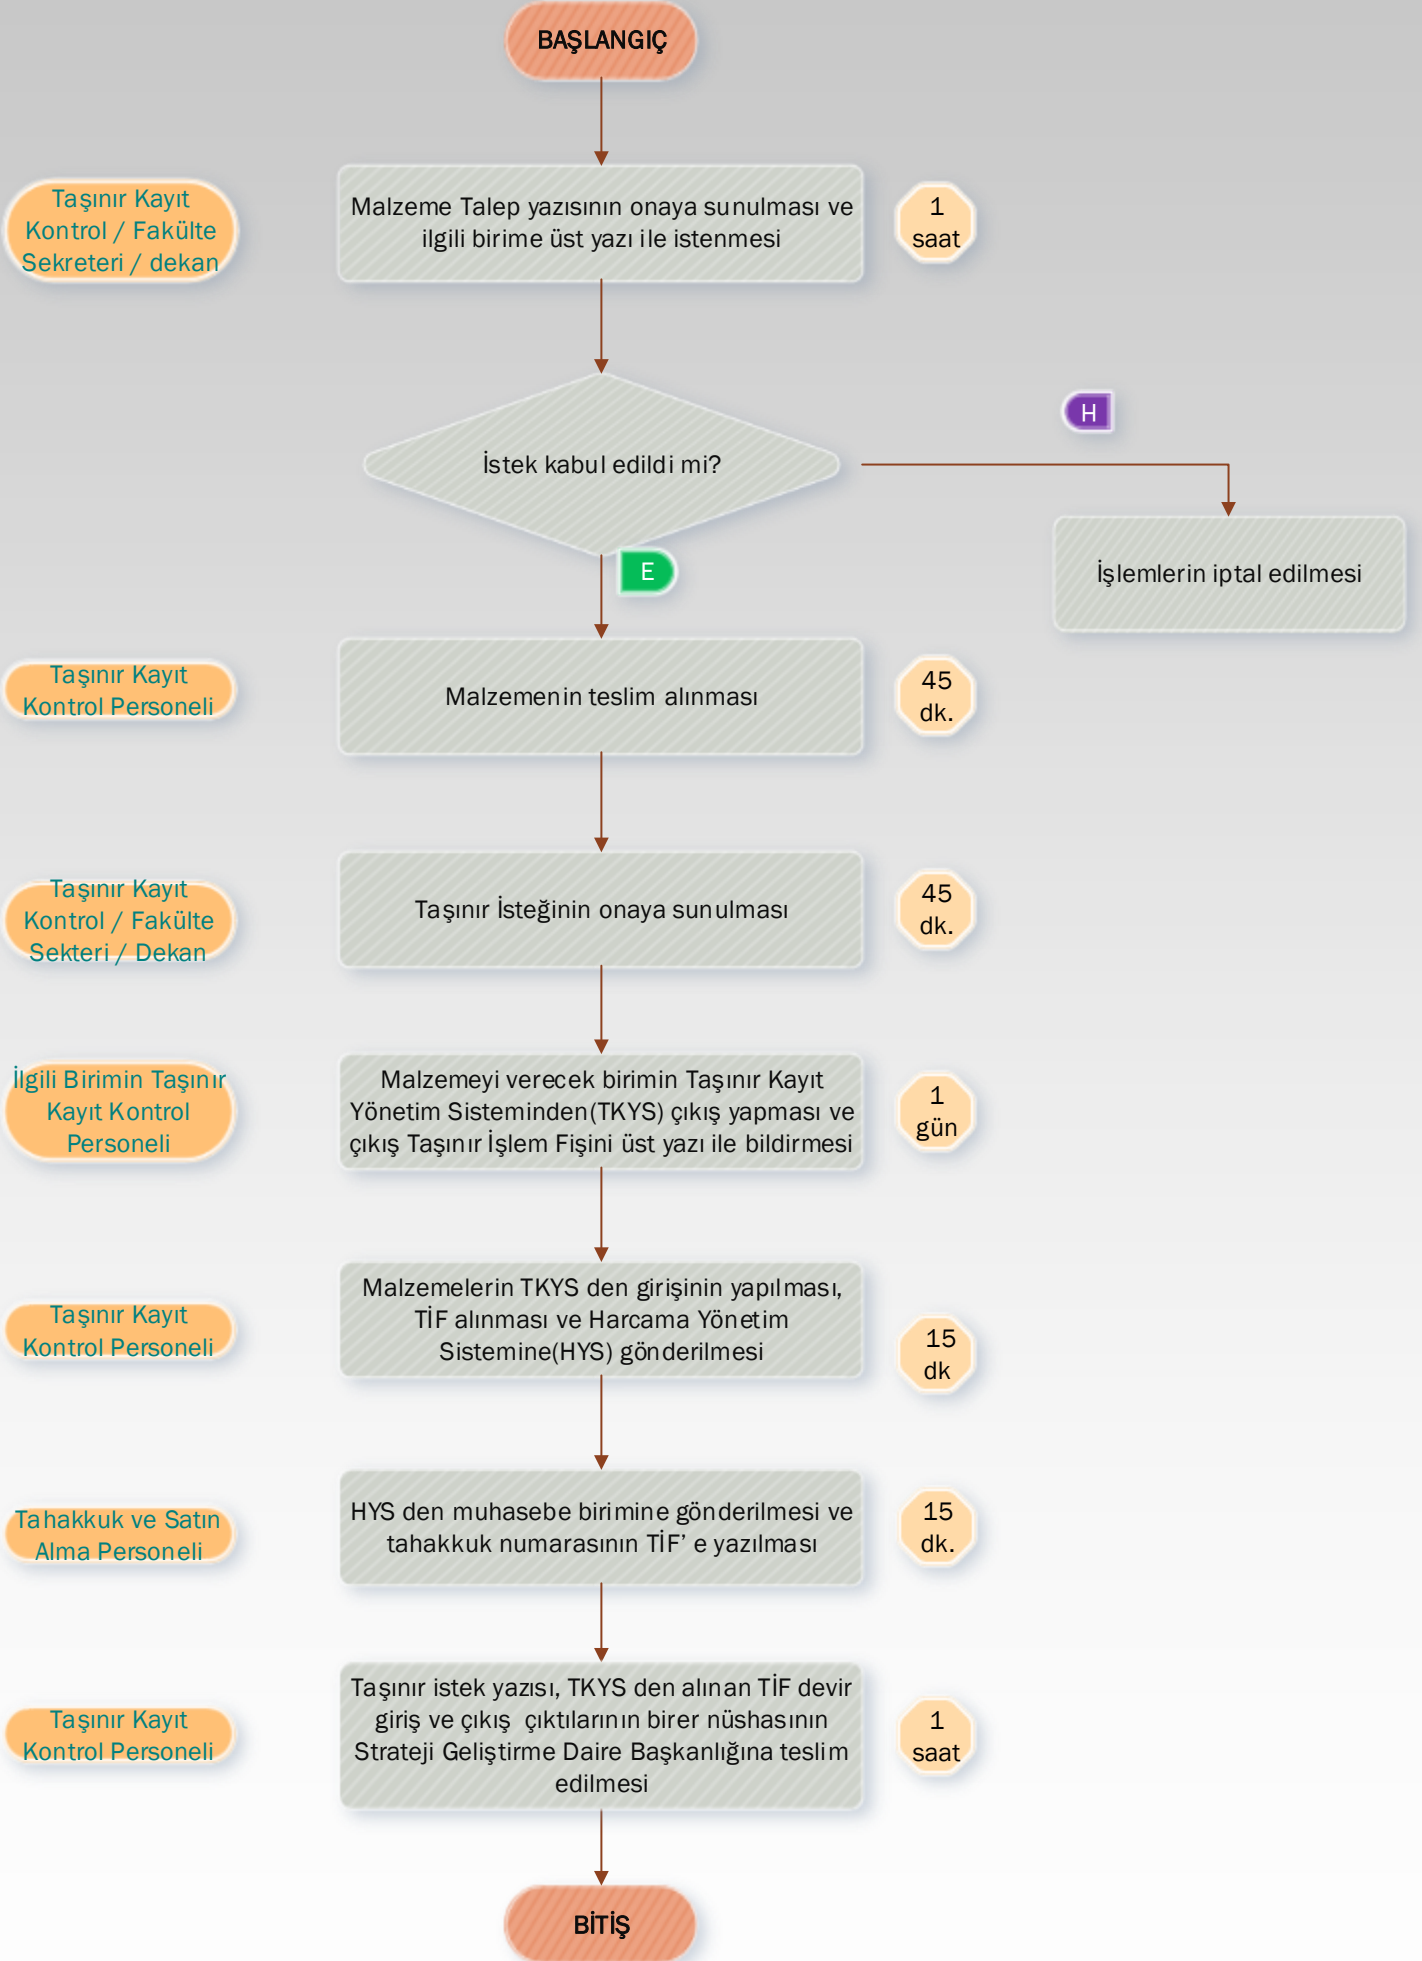 BAŞLANGIÇ
Taşınır Kayıt
Kontrol / Fakülte
Sekreteri / dekan
Malzeme Talep yazısının onaya sunulması ve
ilgili birime üst yazı ile istenmesi
1
saat
İstek kabul edildi mi?
H
İşlemlerin iptal edilmesi
E
Taşınır Kayıt
Kontrol Personeli
Malzemenin teslim alınması
45
dk.
Taşınır Kayıt
Kontrol / Fakülte
Sekteri / Dekan
Taşınır İsteğinin onaya sunulması
45
dk.
İlgili Birimin Taşınır
Kayıt Kontrol
Personeli
Malzemeyi verecek birimin Taşınır Kayıt
Yönetim Sisteminden(TKYS) çıkış yapması ve
çıkış Taşınır İşlem Fişini üst yazı ile bildirmesi
1
gün
Taşınır Kayıt
Kontrol Personeli
Malzemelerin TKYS den girişinin yapılması,
TİF alınması ve Harcama Yönetim
Sistemine(HYS) gönderilmesi
15
dk
Tahakkuk ve Satın
Alma Personeli
HYS den muhasebe birimine gönderilmesi ve
tahakkuk numarasının TİF' e yazılması
15
dk.
Taşınır Kayıt
Kontrol Personeli
Taşınır istek yazısı, TKYS den alınan TİF devir
giriş ve çıkış  çıktılarının birer nüshasının
Strateji Geliştirme Daire Başkanlığına teslim
edilmesi
1
saat
BİTİŞ